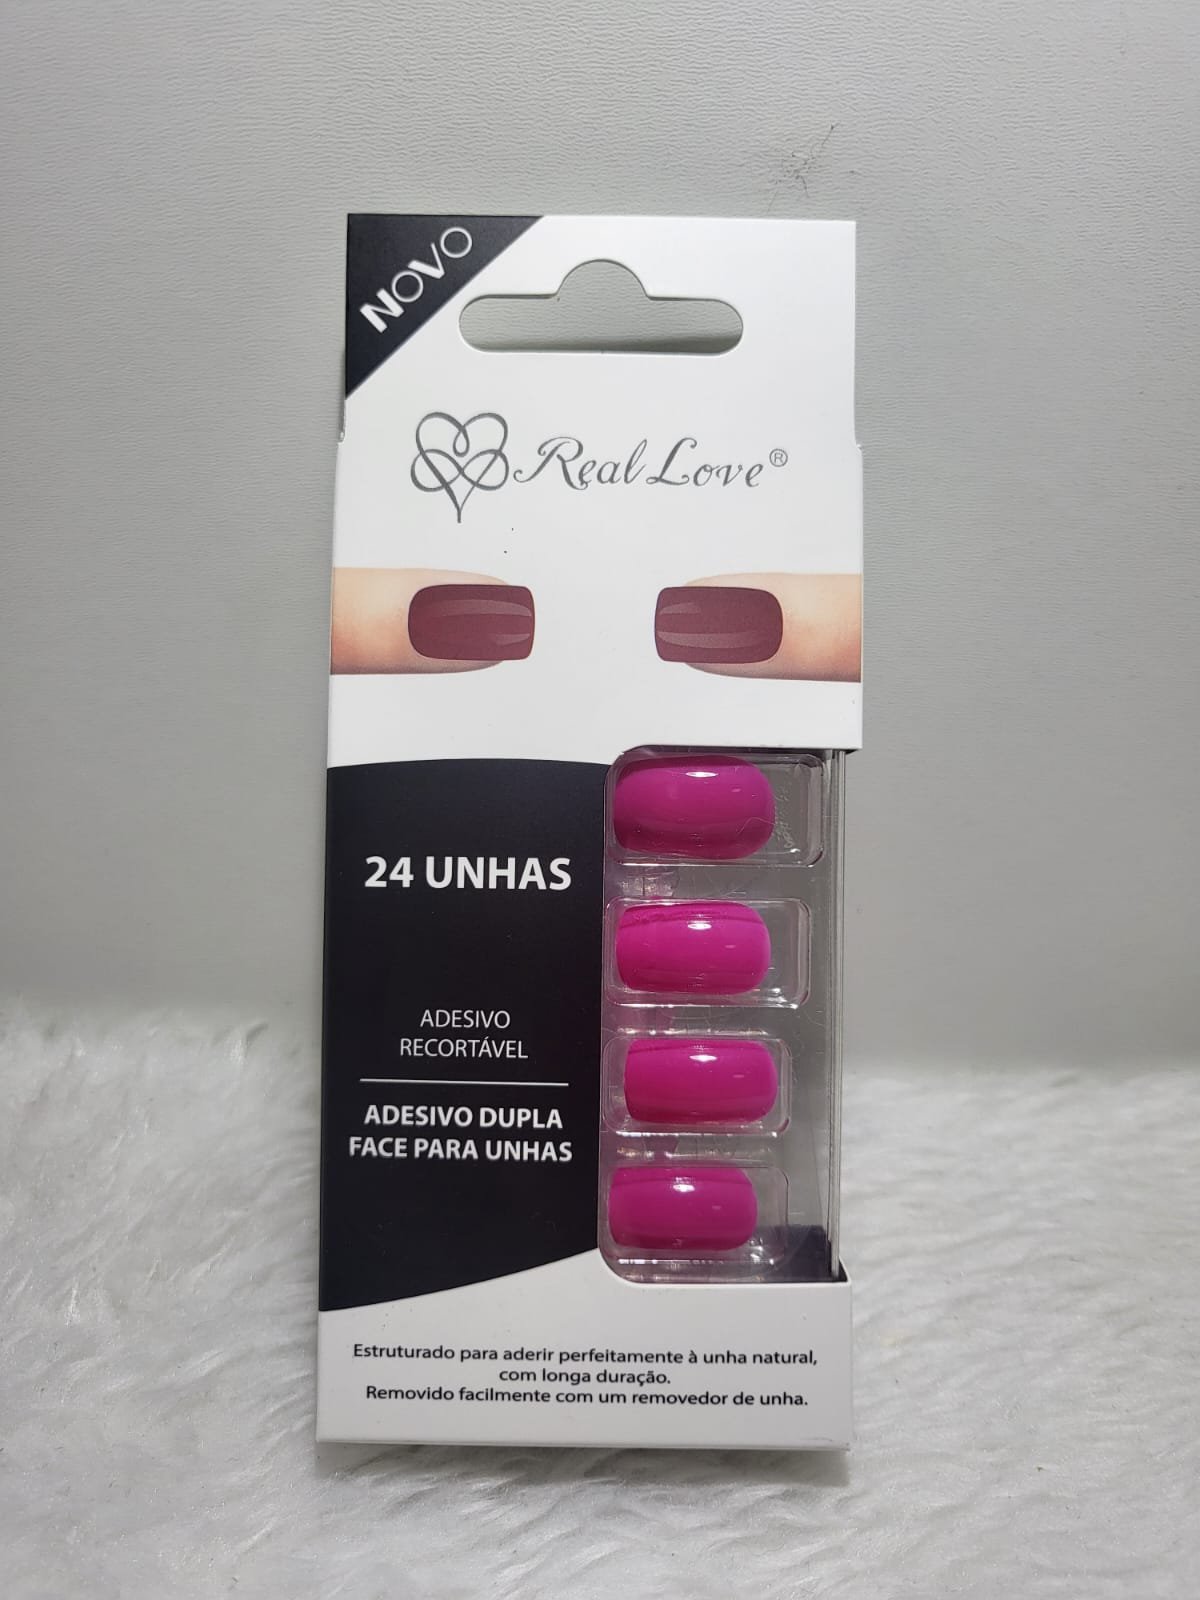 NOVO
Real Love®
24 UNHAS
ADESIVO
RECORTÁVEL
ADESIVO DUPLA
FACE PARA UNHAS
Estruturado para aderir perfeitamente à unha natural,
com longa duração.
Removido facilmente com um removedor de unha.